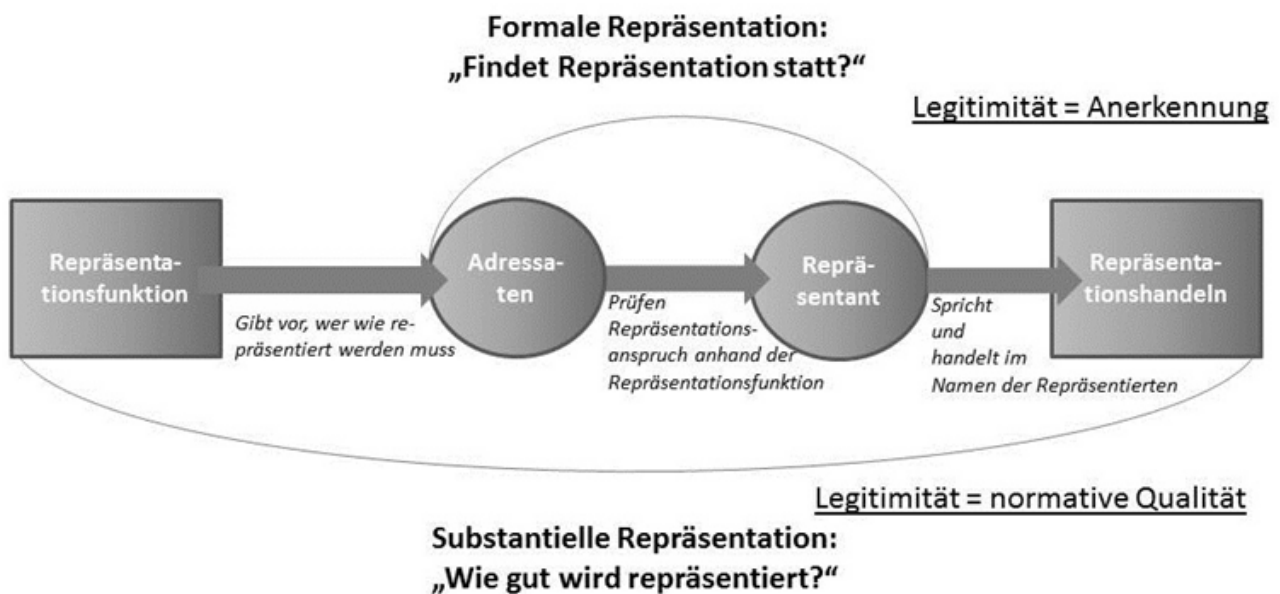 Formale Repräsentation:
„Findet Repräsentation statt?“
Legitimität = Anerkennung
Repräsenta-
tionsfunktion
Gibt vor, wer wie re-
präsentiert werden muss
Adressa-
ten
Prüfen
Repräsentations-
anspruch anhand der
Repräsentationsfunktion
Reprä-
sentant
Spricht
und
handelt im
Namen der Repräsentierten
Repräsenta-
tionshandeln
Legitimität = normative Qualität
Substantielle Repräsentation:
„Wie gut wird repräsentiert?“